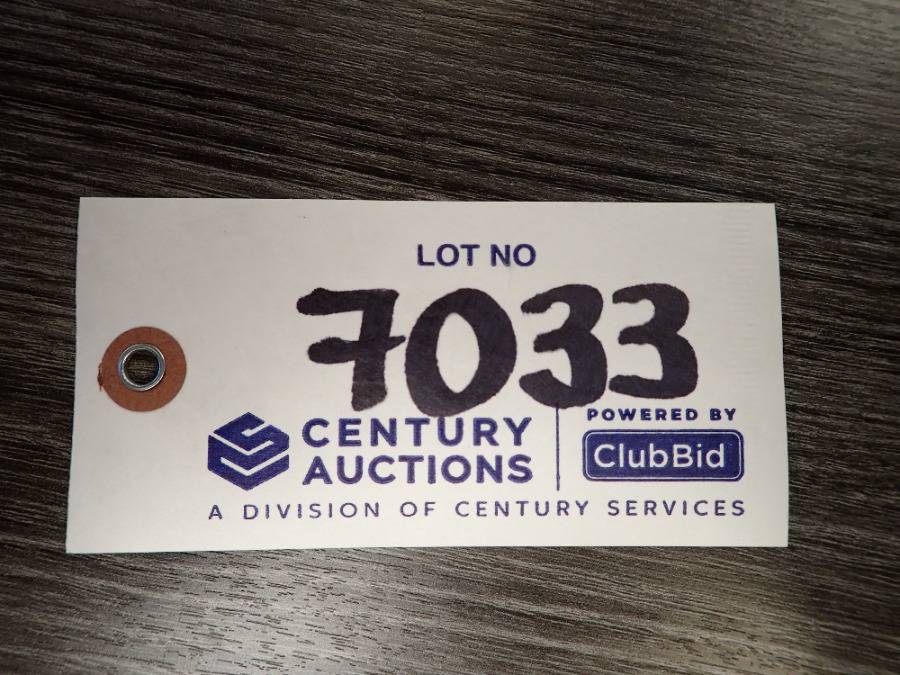 LOT NO
7033
CENTURY
AUCTIONS
POWERED BY
ClubBid
A DIVISION OF CENTURY SERVICES